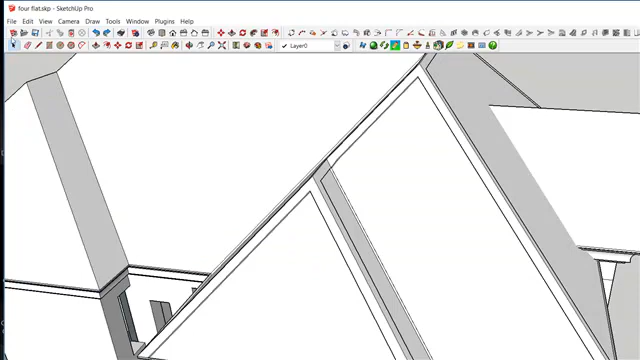 four flat.skp - SketchUp Pro
File Edit View Camera Draw Tools Window Plugins Help
Layer0